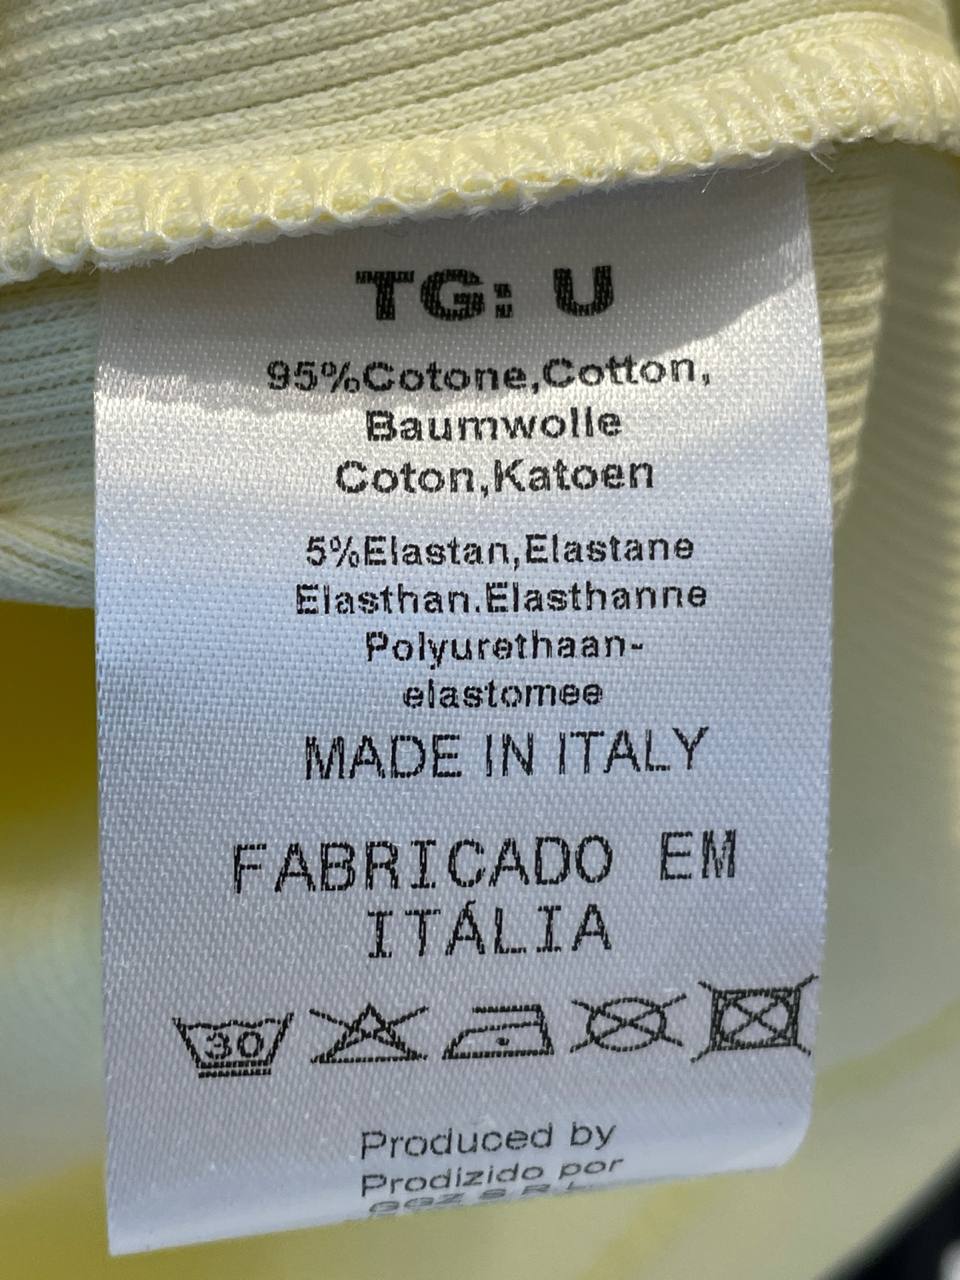 TG: U
95%Cotone,Cotton,
Baumwolle
Coton,Katoen
5%Elastan,Elastane
Elasthan.Elasthanne
Polyurethaan-
elastomee
MADE IN ITALY
FABRICADO EM
ITÁLIA
30
Produced by
Prodizido por
GGZ S.R.L.